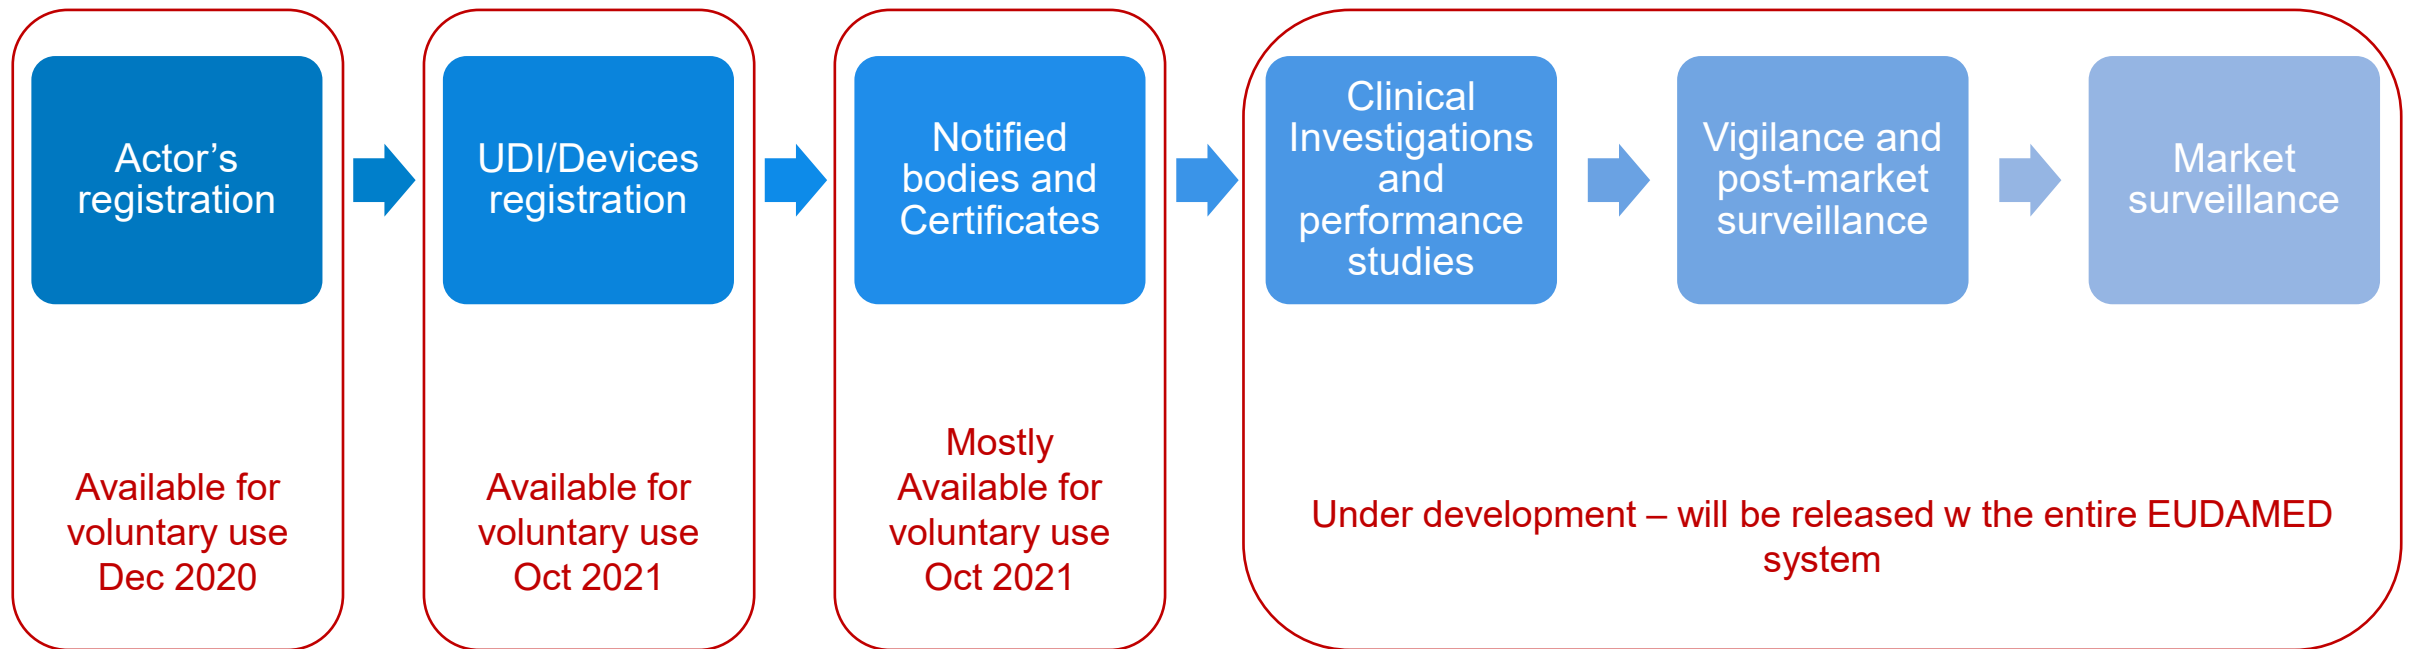 Actor’s
registration
UDI/Devices
registration
Notified
bodies and
Certificates
Clinical
Investigations
and
performance
studies
Vigilance and
post-market
surveillance
Market
surveillance
Available for
voluntary use
Dec 2020
Available for
voluntary use
Oct 2021
Mostly
Available for
voluntary use
Oct 2021
Under development – will be released w the entire EUDAMED
system